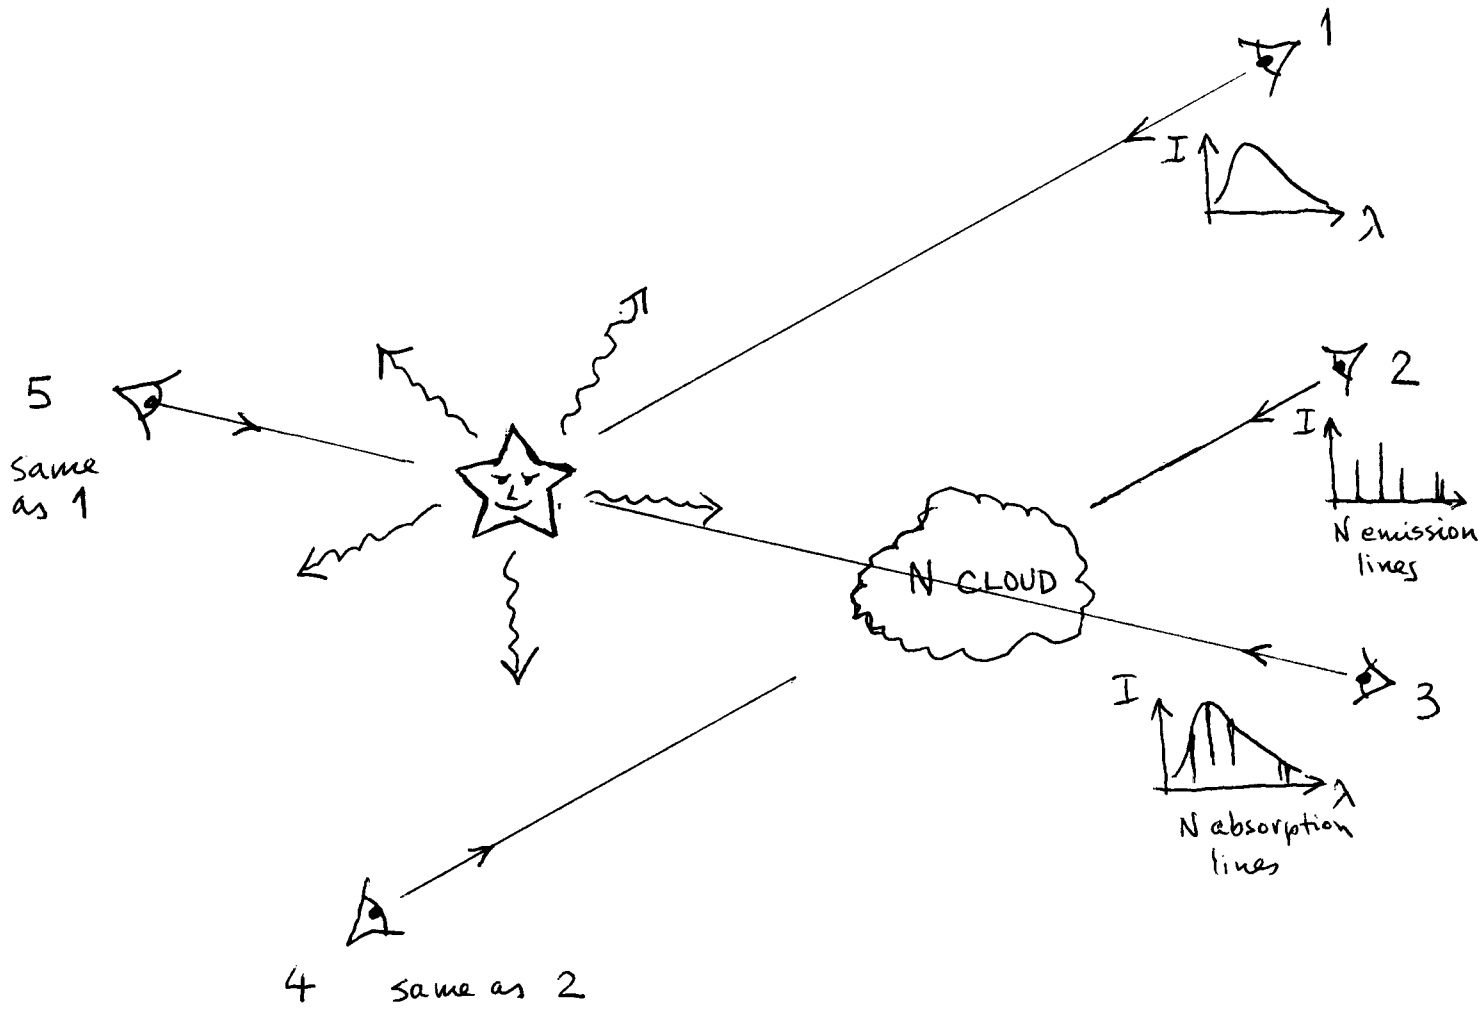 1
I
λ
5
same
as 1
2
I
N emission
lines
N CLOUD
3
I
λ
N absorption
lines
4 same as 2